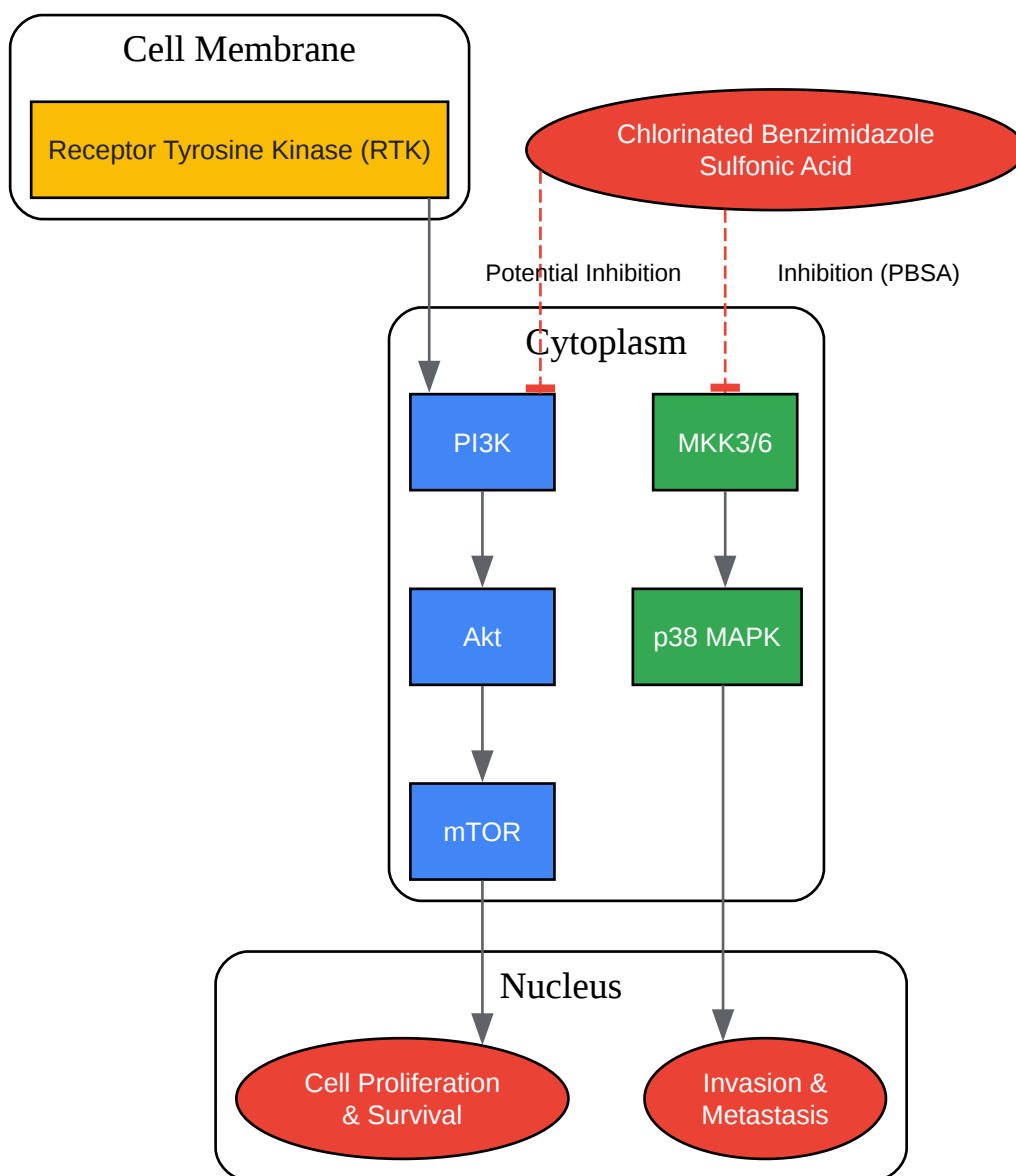 Cell Membrane
Receptor Tyrosine Kinase (RTK)
Chlorinated Benzimidazole
Sulfonic Acid
Potential Inhibition
Inhibition (PBSA)
Cytoplasm
PI3K
MKK3/6
Akt
p38 MAPK
mTOR
Nucleus
Cell Proliferation
& Survival
Invasion &
Metastasis